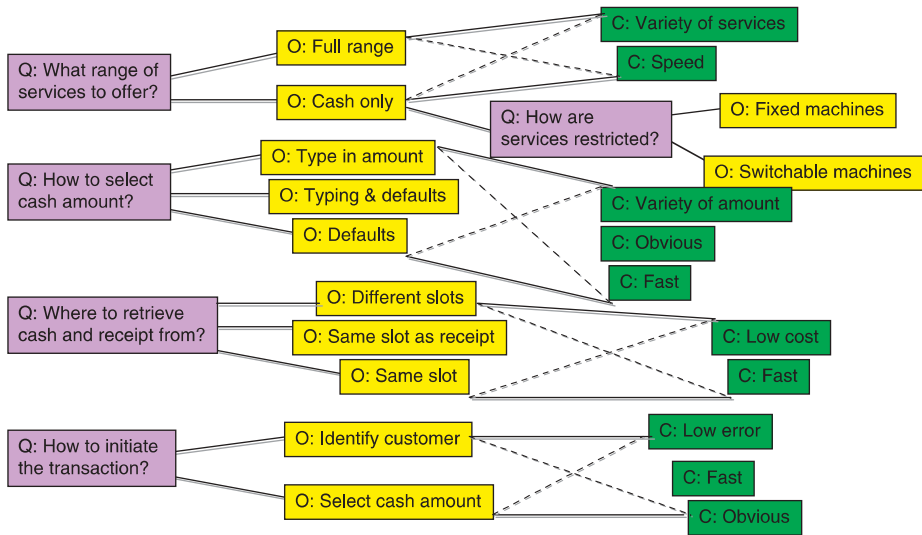 Q: What range of
services to offer?
O: Full range
O: Cash only
C: Variety of services
C: Speed
Q: How are
services restricted?
O: Fixed machines
O: Switchable machines
Q: How to select
cash amount?
O: Type in amount
O: Typing & defaults
O: Defaults
C: Variety of amount
C: Obvious
C: Fast
Q: Where to retrieve
cash and receipt from?
O: Different slots
O: Same slot as receipt
O: Same slot
C: Low cost
C: Fast
Q: How to initiate
the transaction?
O: Identify customer
O: Select cash amount
C: Low error
C: Fast
C: Obvious